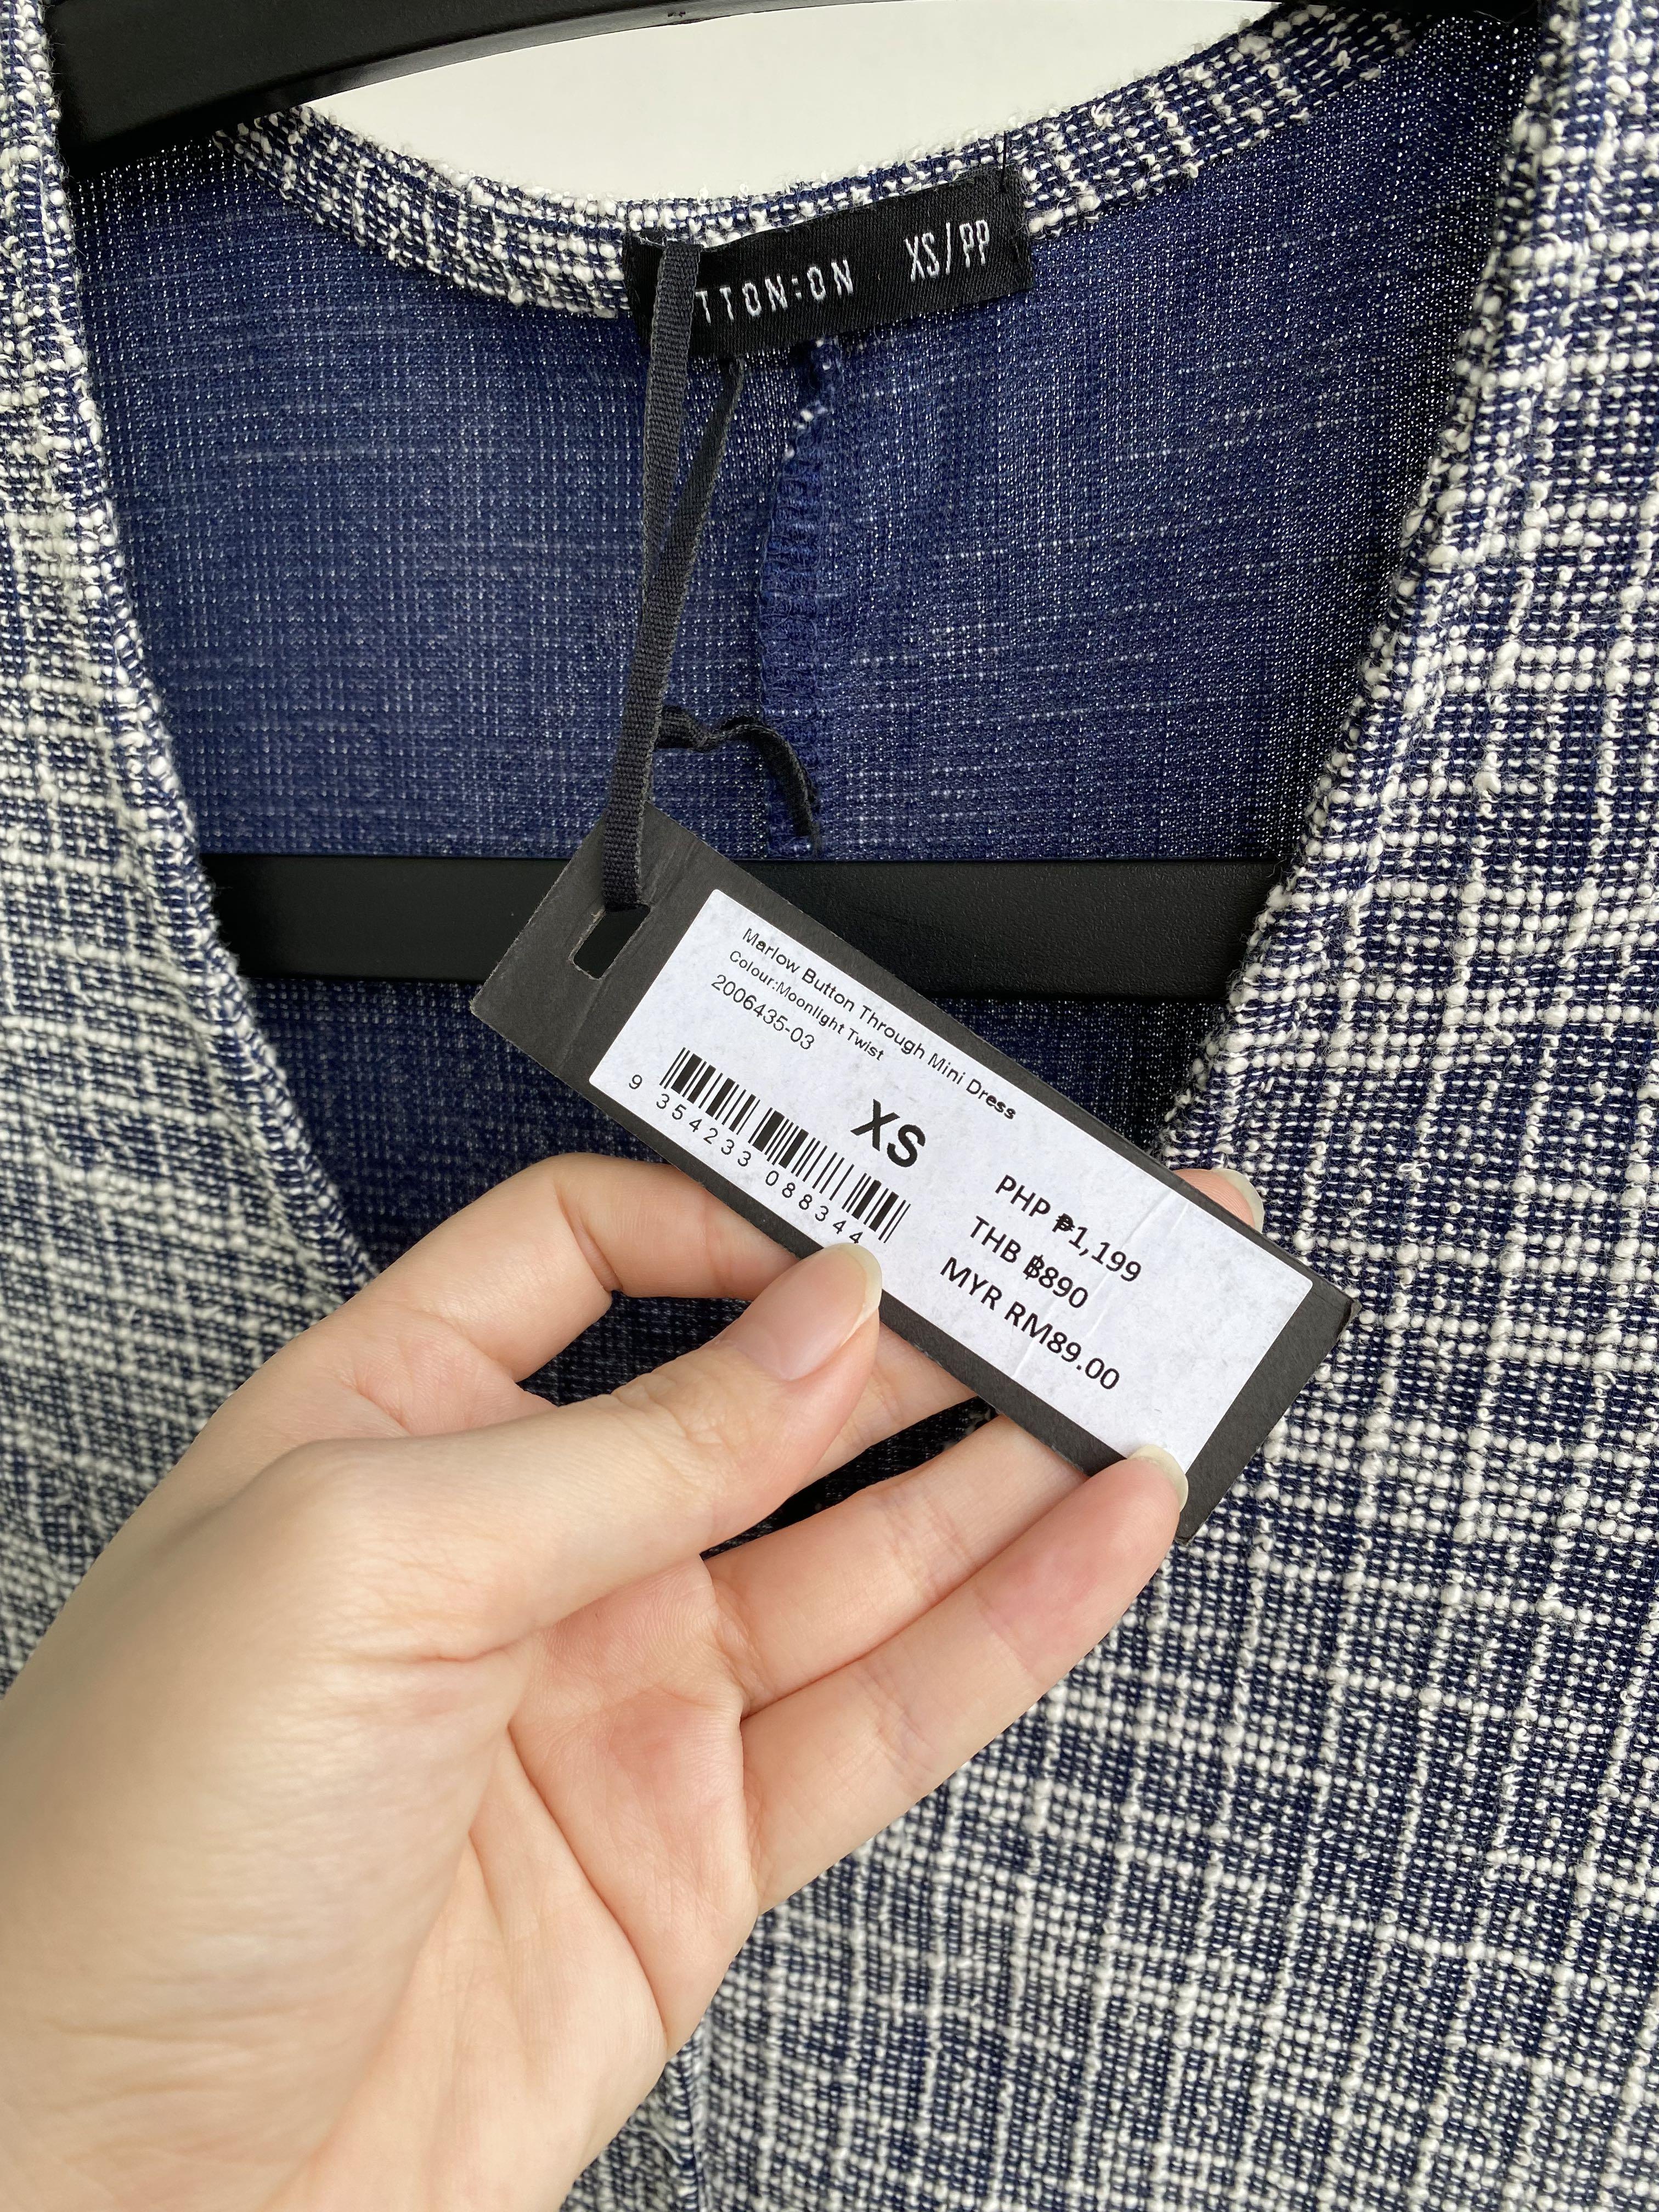 TTON:ON XS/PP
Marlow Button Through Mini Dress
Colour:Moonlight Twist
2006435-03
XS
9 354233 088344
PHP ₱1,199
THB ฿890
MYR RM89.00